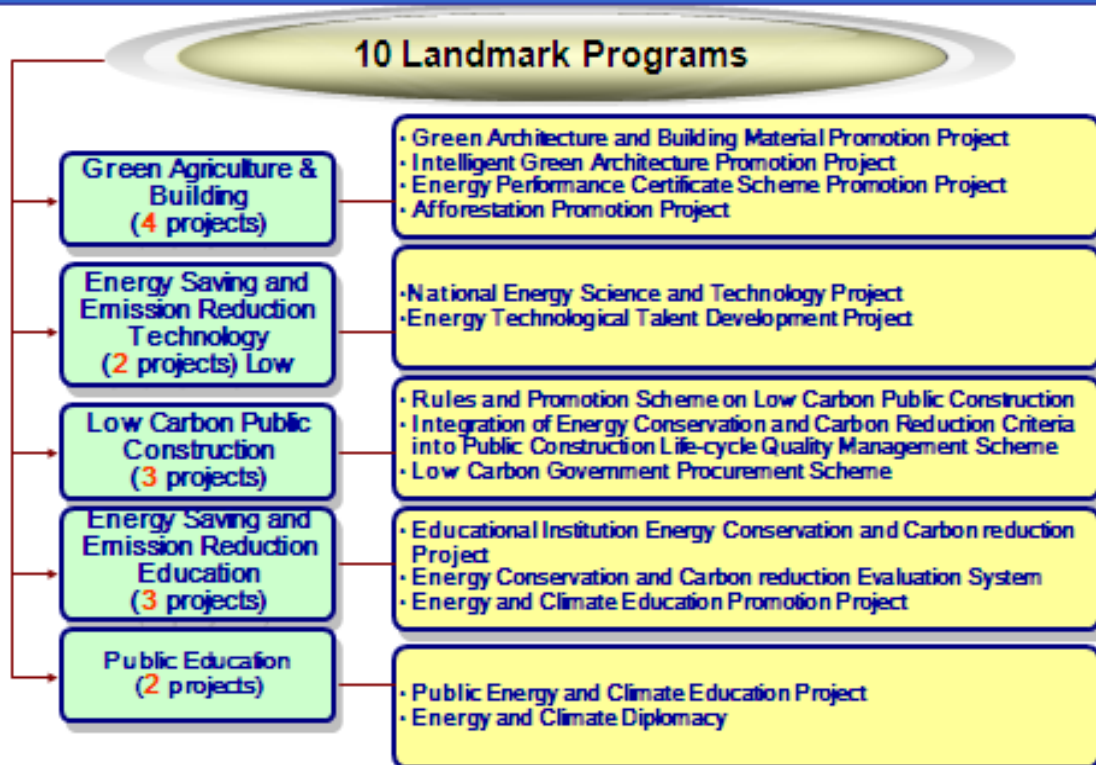 10 Landmark Programs
Green Agriculture &
Building
(4 projects)
· Green Architecture and Building Material Promotion Project
· Intelligent Green Architecture Promotion Project
· Energy Performance Certificate Scheme Promotion Project
· Afforestation Promotion Project
Energy Saving and
Emission Reduction
Technology
(2 projects) Low
·National Energy Science and Technology Project
·Energy Technological Talent Development Project
Low Carbon Public
Construction
(3 projects)
· Rules and Promotion Scheme on Low Carbon Public Construction
· Integration of Energy Conservation and Carbon Reduction Criteria
into Public Construction Life-cycle Quality Management Scheme
· Low Carbon Government Procurement Scheme
Energy Saving and
Emission Reduction
Education
(3 projects)
· Educational Institution Energy Conservation and Carbon reduction
Project
· Energy Conservation and Carbon reduction Evaluation System
· Energy and Climate Education Promotion Project
Public Education
(2 projects)
· Public Energy and Climate Education Project
· Energy and Climate Diplomacy